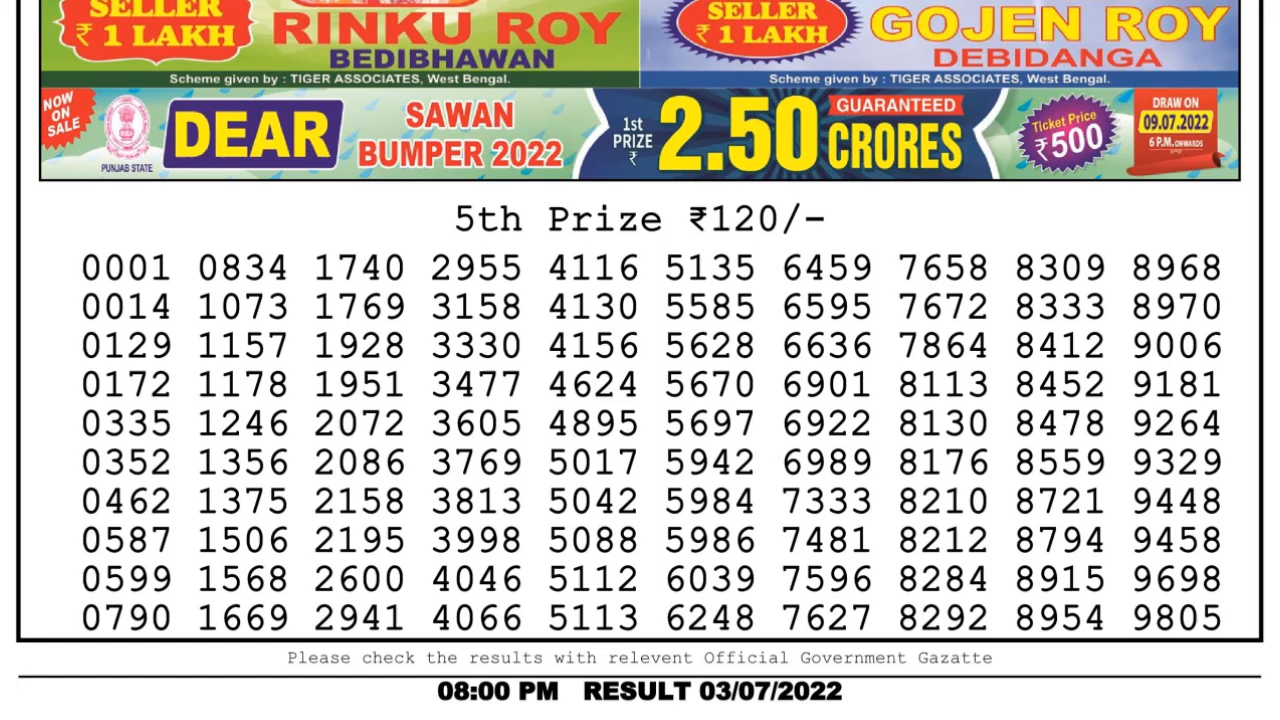 SELLER
₹ 1 LAKH
RINKU ROY
BEDIBHAWAN
Scheme given by : TIGER ASSOCIATES, West Bengal.
SELLER
₹ 1 LAKH
GOJEN ROY
DEBIDANGA
Scheme given by : TIGER ASSOCIATES, West Bengal.
NOW
ON
SALE
PUNJAB STATE
DEAR
SAWAN
BUMPER 2022
1st
PRIZE
₹
2.50
GUARANTEED
CRORES
Ticket Price
₹500
DRAW ON
09.07.2022
6 P.M. ONWARDS
5th Prize ₹120/-
0001 0834 1740 2955 4116 5135 6459 7658 8309 8968
0014 1073 1769 3158 4130 5585 6595 7672 8333 8970
0129 1157 1928 3330 4156 5628 6636 7864 8412 9006
0172 1178 1951 3477 4624 5670 6901 8113 8452 9181
0335 1246 2072 3605 4895 5697 6922 8130 8478 9264
0352 1356 2086 3769 5017 5942 6989 8176 8559 9329
0462 1375 2158 3813 5042 5984 7333 8210 8721 9448
0587 1506 2195 3998 5088 5986 7481 8212 8794 9458
0599 1568 2600 4046 5112 6039 7596 8284 8915 9698
0790 1669 2941 4066 5113 6248 7627 8292 8954 9805
Please check the results with relevent Official Government Gazatte
08:00 PM RESULT 03/07/2022